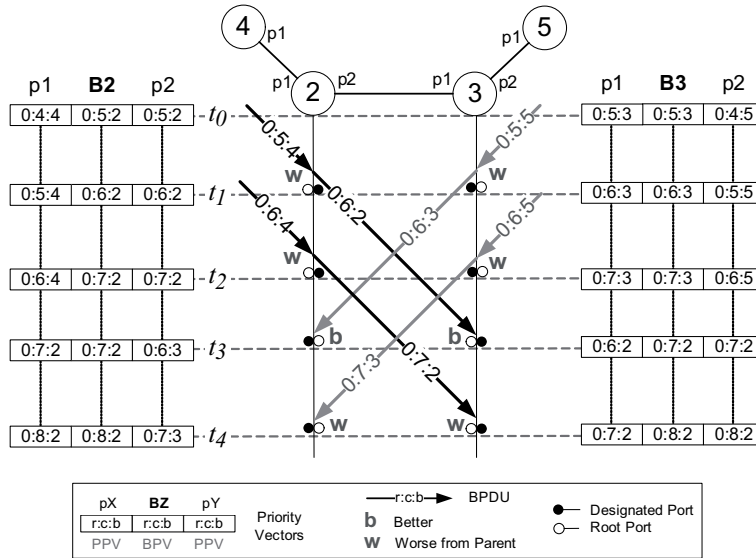 4
5
p1
p1
p1
2
p2
p1
3
p2
p1 B2 p2
p1 B3 p2
0:4:4 0:5:2 0:5:2 t0 0:5:3 0:5:3 0:4:5
0:5:4
0:5:5
w
w
0:5:4 0:6:2 0:6:2 t1 0:6:3 0:6:3 0:5:5
0:6:4
0:6:2
0:6:3
0:6:5
w
w
0:6:4 0:7:2 0:7:2 t2 0:7:3 0:7:3 0:6:5
b
b
0:7:2 0:7:2 0:6:3 t3 0:6:2 0:7:2 0:7:2
0:7:3
0:7:2
w
w
0:8:2 0:8:2 0:7:3 t4 0:7:2 0:8:2 0:8:2
pX BZ pY
r:c:b r:c:b r:c:b
PPV BPV PPV
Priority
Vectors
r:c:b BPDU
b Better
w Worse from Parent
Designated Port
Root Port